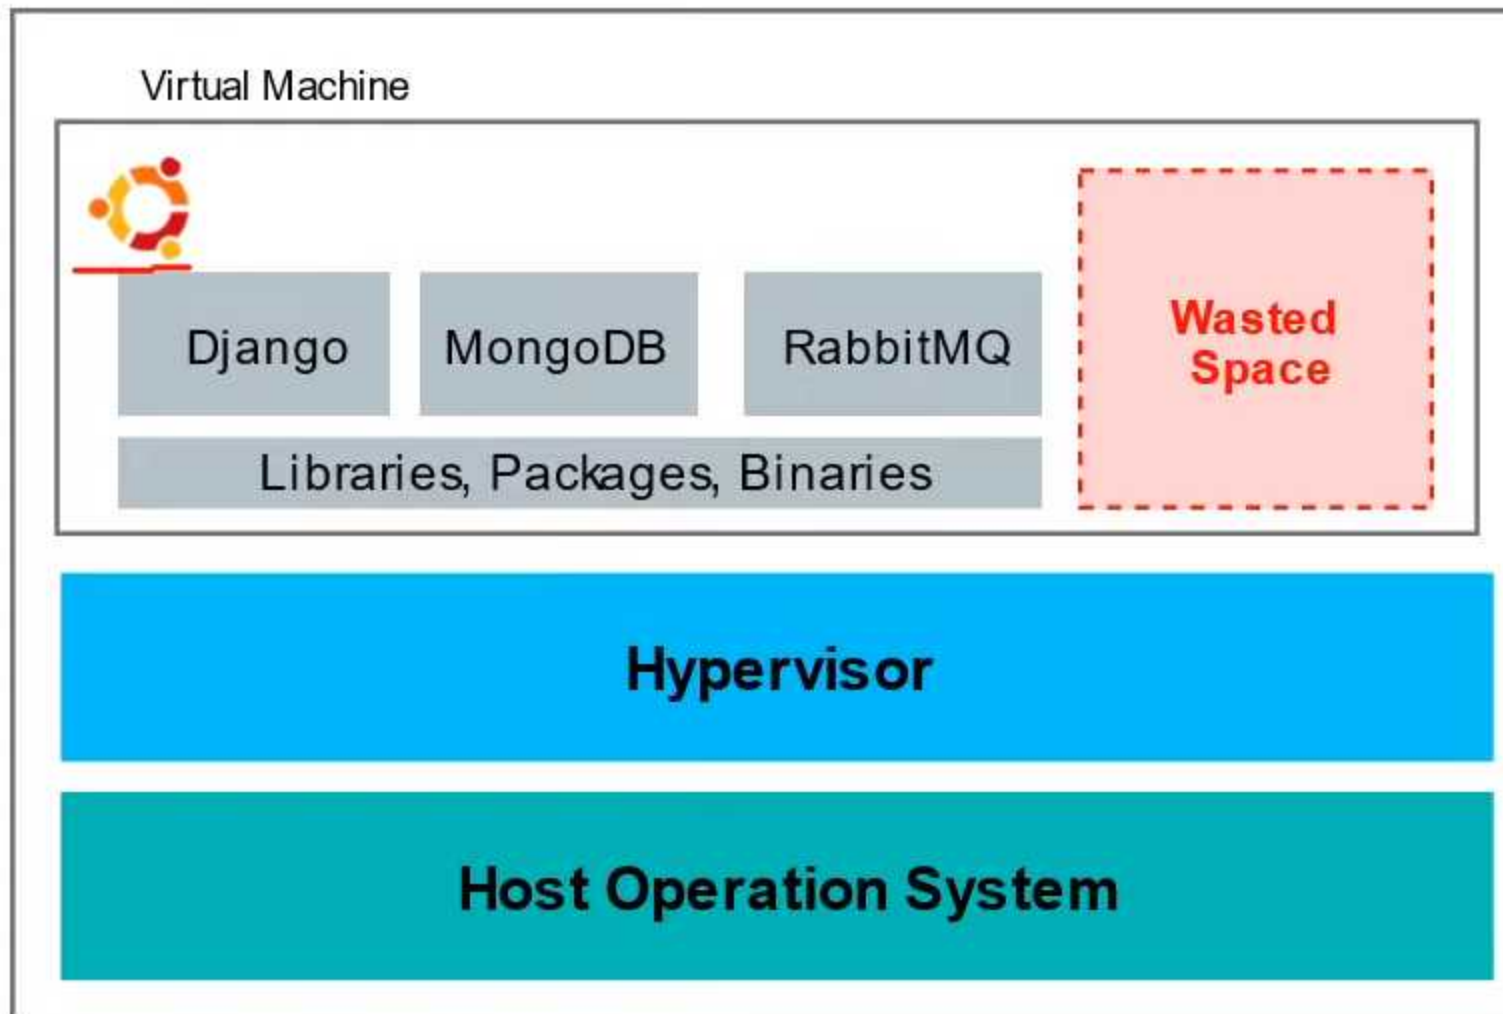 Virtual Machine
Django
MongoDB
RabbitMQ
Wasted
Space
Libraries, Packages, Binaries
Hypervisor
Host Operation System